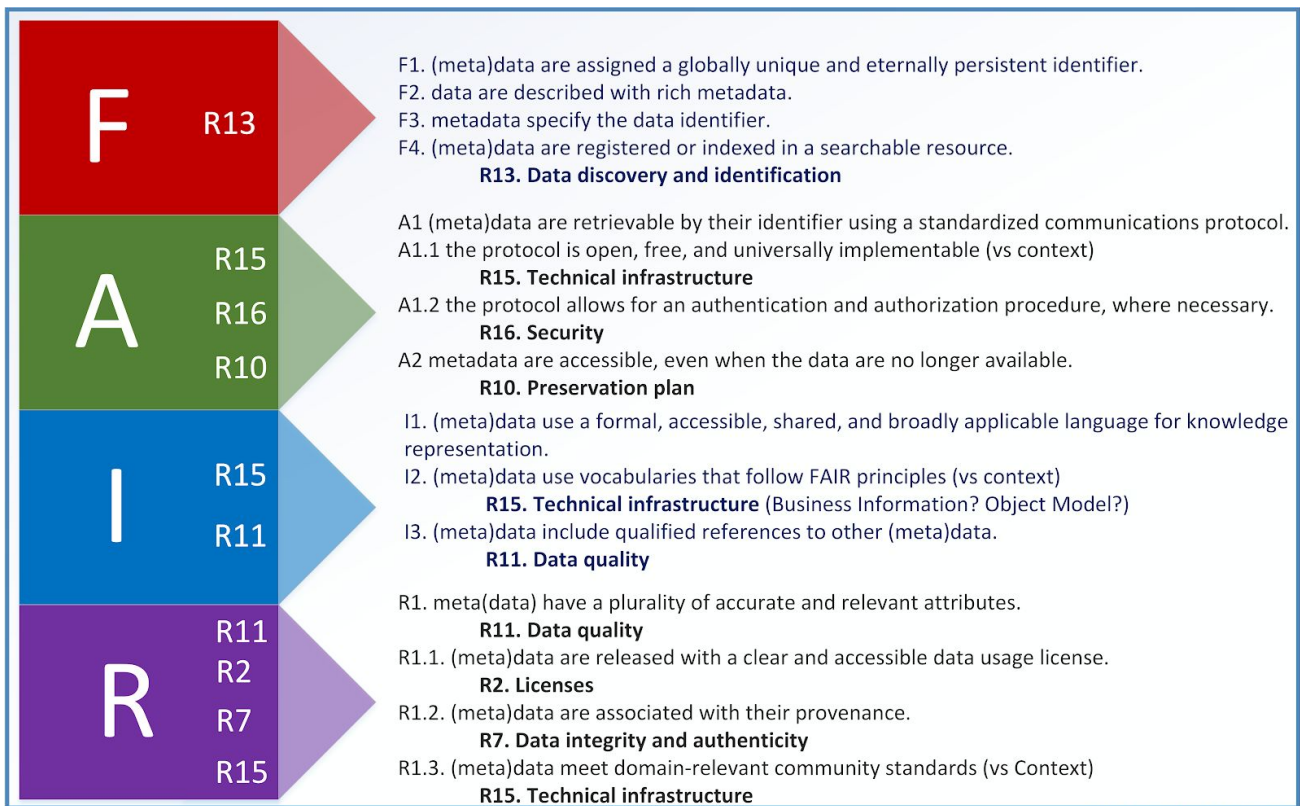 F
R13
F1. (meta)data are assigned a globally unique and eternally persistent identifier.
F2. data are described with rich metadata.
F3. metadata specify the data identifier.
F4. (meta)data are registered or indexed in a searchable resource.
R13. Data discovery and identification
A
R15
R16
R10
A1 (meta)data are retrievable by their identifier using a standardized communications protocol.
A1.1 the protocol is open, free, and universally implementable (vs context)
R15. Technical infrastructure
A1.2 the protocol allows for an authentication and authorization procedure, where necessary.
R16. Security
A2 metadata are accessible, even when the data are no longer available.
R10. Preservation plan
I
R15
R11
I1. (meta)data use a formal, accessible, shared, and broadly applicable language for knowledge
representation.
I2. (meta)data use vocabularies that follow FAIR principles (vs context)
R15. Technical infrastructure (Business Information? Object Model?)
I3. (meta)data include qualified references to other (meta)data.
R11. Data quality
R
R11
R2
R7
R15
R1. meta(data) have a plurality of accurate and relevant attributes.
R11. Data quality
R1.1. (meta)data are released with a clear and accessible data usage license.
R2. Licenses
R1.2. (meta)data are associated with their provenance.
R7. Data integrity and authenticity
R1.3. (meta)data meet domain-relevant community standards (vs Context)
R15. Technical infrastructure